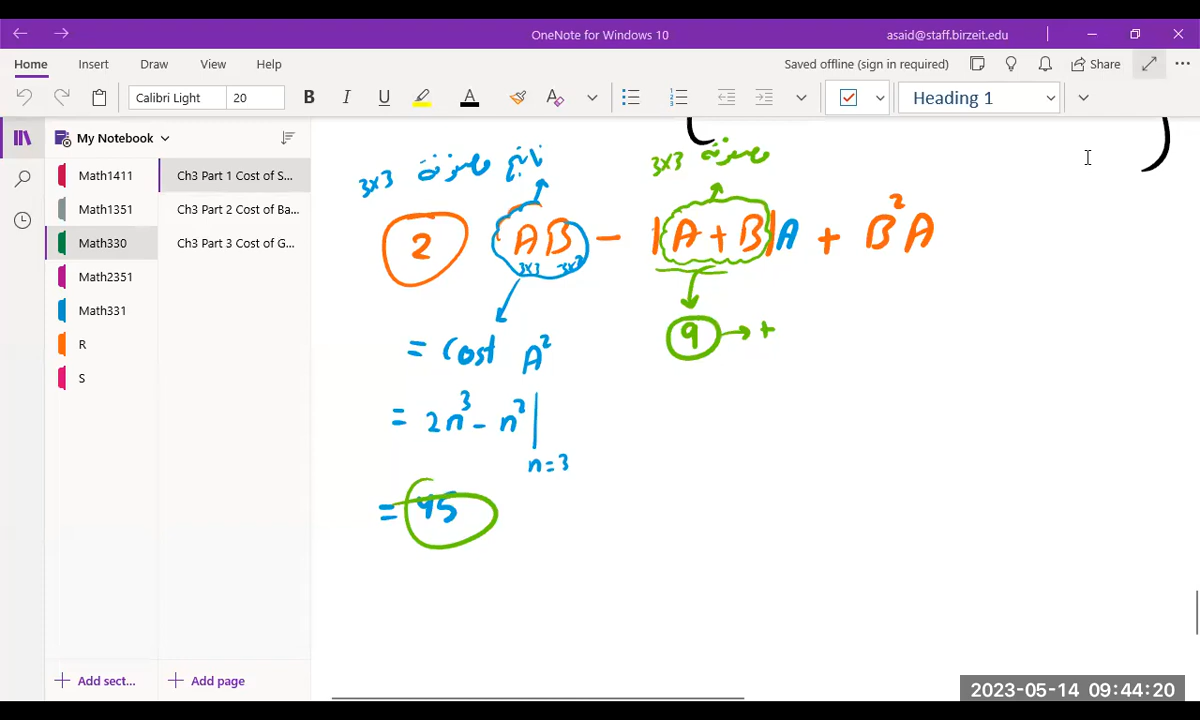 OneNote for Windows 10
asaid@staff.birzeit.edu
Home Insert Draw View Help
Saved offline (sign in required)
Share
Calibri Light 20 B I U A Heading 1
My Notebook
Math1411
Math1351
Math330
Math2351
Math331
R
S
Ch3 Part 1 Cost of S...
Ch3 Part 2 Cost of Ba...
Ch3 Part 3 Cost of G...
ناتج مصفوفة 3x3
مصفوفة 3x3
2 AB - |A + B|A + B²A
3x3 3x3
9 → +
= Cost A²
= 2n³ - n² |
n=3
= 45
Add sect...
Add page
2023-05-14 09:44:20